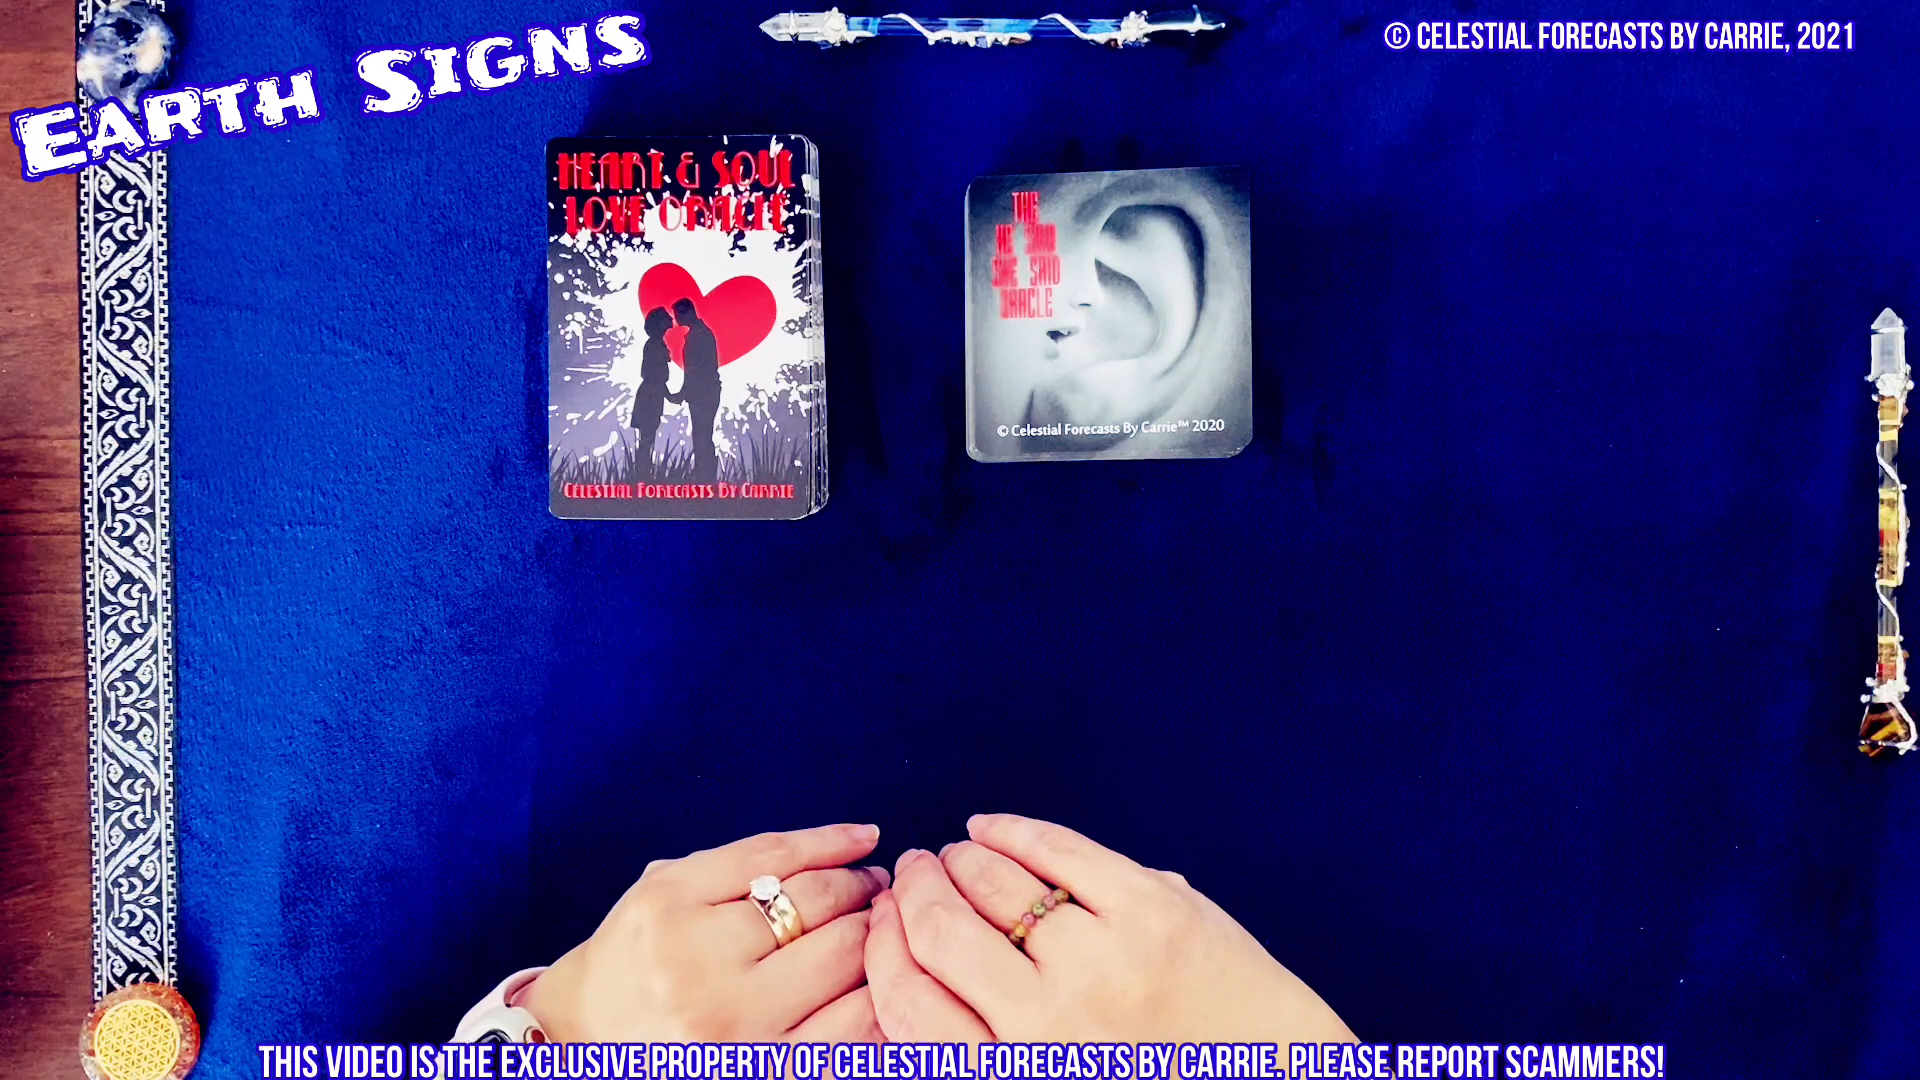 Earth Signs
© CELESTIAL FORECASTS BY CARRIE, 2021
HEART & SOUL
LOVE ORACLE
CELESTIAL FORECASTS BY CARRIE
THE
HE SAID
SHE SAID
ORACLE
© Celestial Forecasts By Carrie™ 2020
THIS VIDEO IS THE EXCLUSIVE PROPERTY OF CELESTIAL FORECASTS BY CARRIE. PLEASE REPORT SCAMMERS!